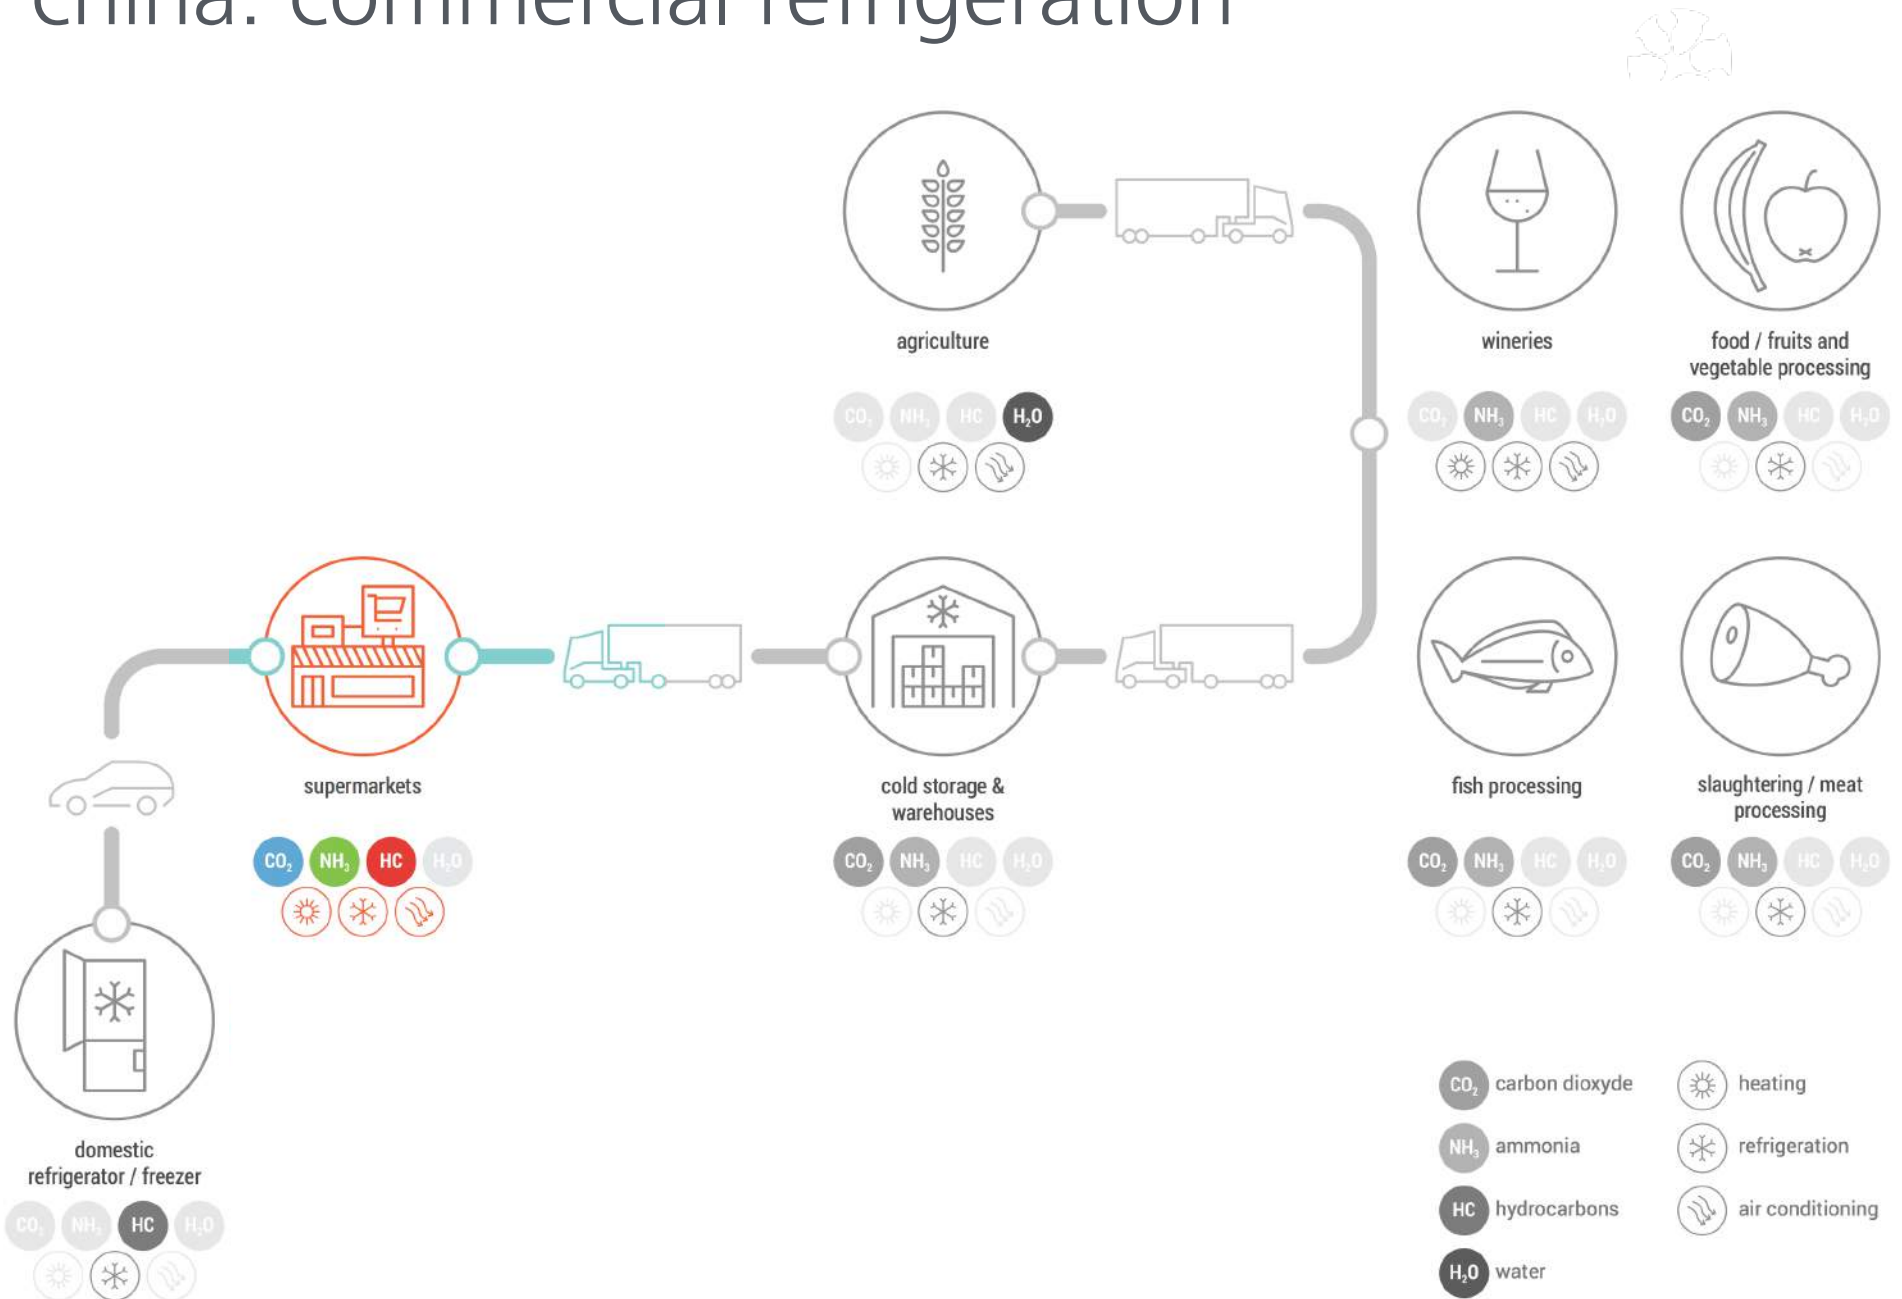 china: commercial refrigeration
agriculture
CO₂ NH₃ HC H₂O
wineries
CO₂ NH₃ HC H₂O
food / fruits and
vegetable processing
CO₂ NH₃ HC H₂O
supermarkets
CO₂ NH₃ HC H₂O
cold storage &
warehouses
CO₂ NH₃ HC H₂O
fish processing
CO₂ NH₃ HC H₂O
slaughtering / meat
processing
CO₂ NH₃ HC H₂O
domestic
refrigerator / freezer
CO₂ NH₃ HC H₂O
CO₂ carbon dioxyde
NH₃ ammonia
HC hydrocarbons
H₂O water
heating
refrigeration
air conditioning